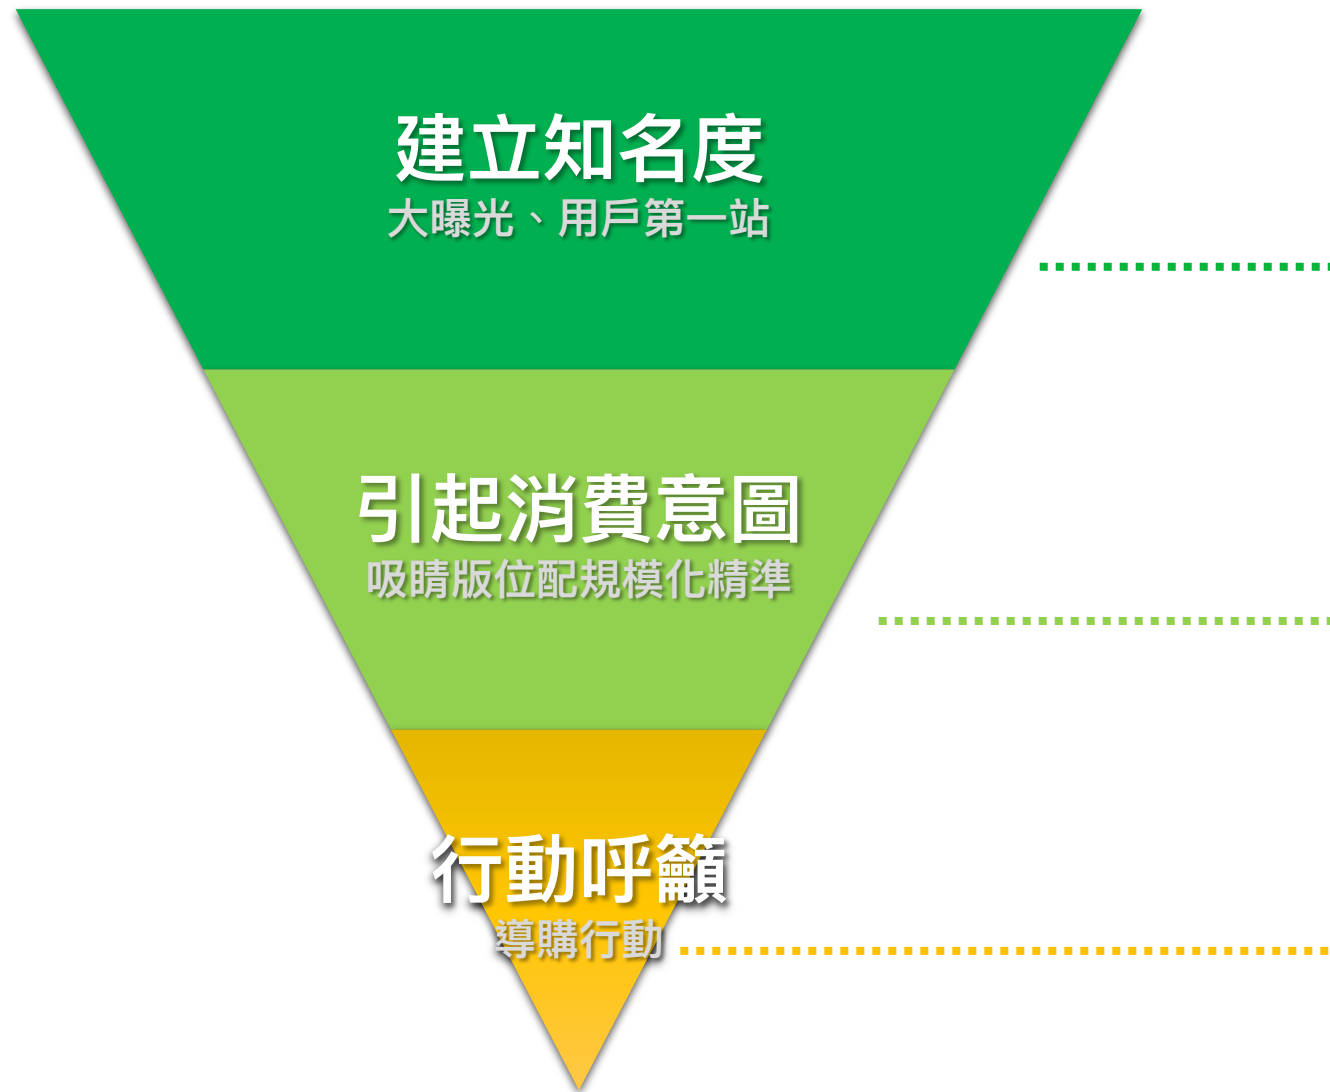 建立知名度
大曝光、用戶第一站
引起消費意圖
吸睛版位配規模化精準
行動呼籲
導購行動